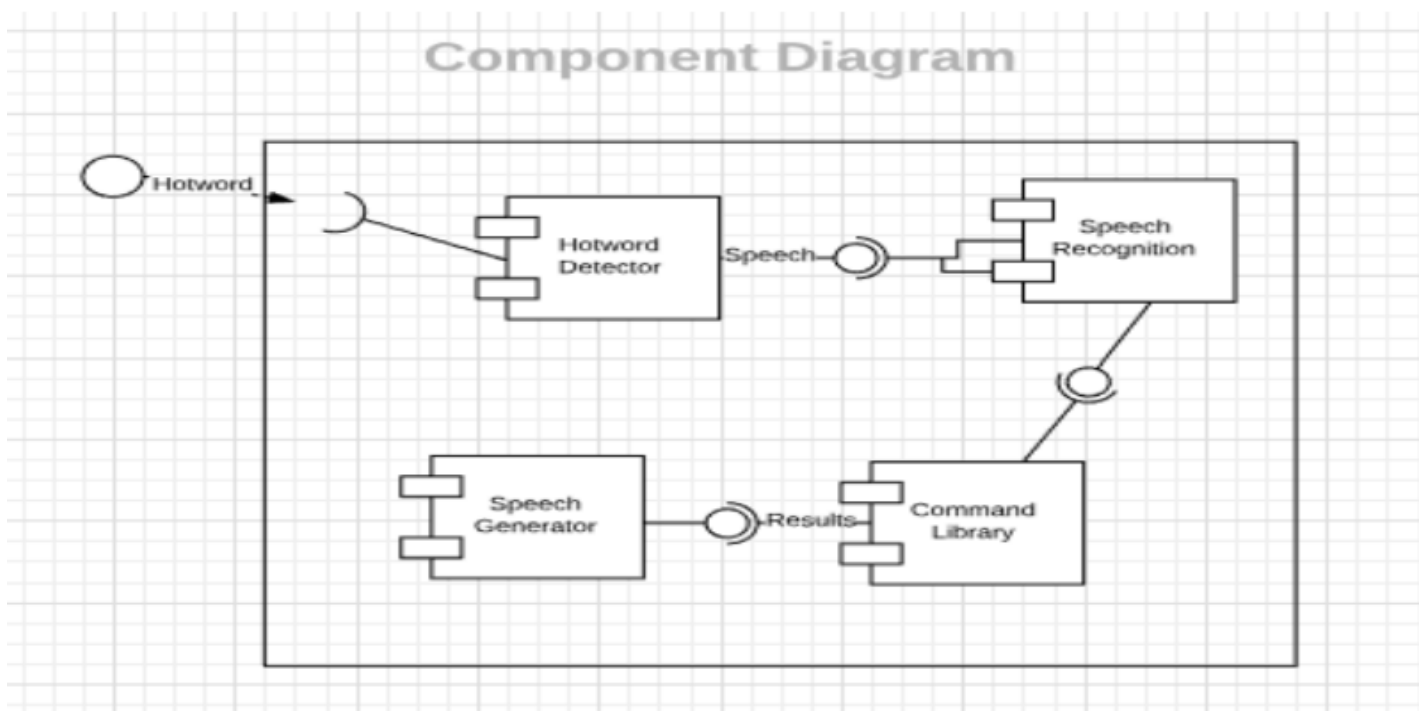 Component Diagram
Hotword
Hotword
Detector
Speech
Speech
Recognition
Speech
Generator
Results
Command
Library